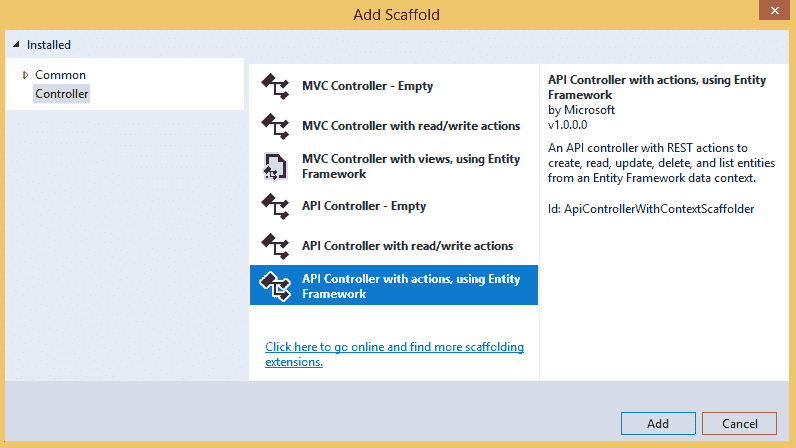 Add Scaffold
Installed
Common
Controller
MVC Controller - Empty
MVC Controller with read/write actions
MVC Controller with views, using Entity
Framework
API Controller - Empty
API Controller with read/write actions
API Controller with actions, using Entity
Framework
Click here to go online and find more scaffolding
extensions.
API Controller with actions, using Entity
Framework
by Microsoft
v1.0.0.0
An API controller with REST actions to
create, read, update, delete, and list entities
from an Entity Framework data context.
Id: ApiControllerWithContextScaffolder
Add
Cancel